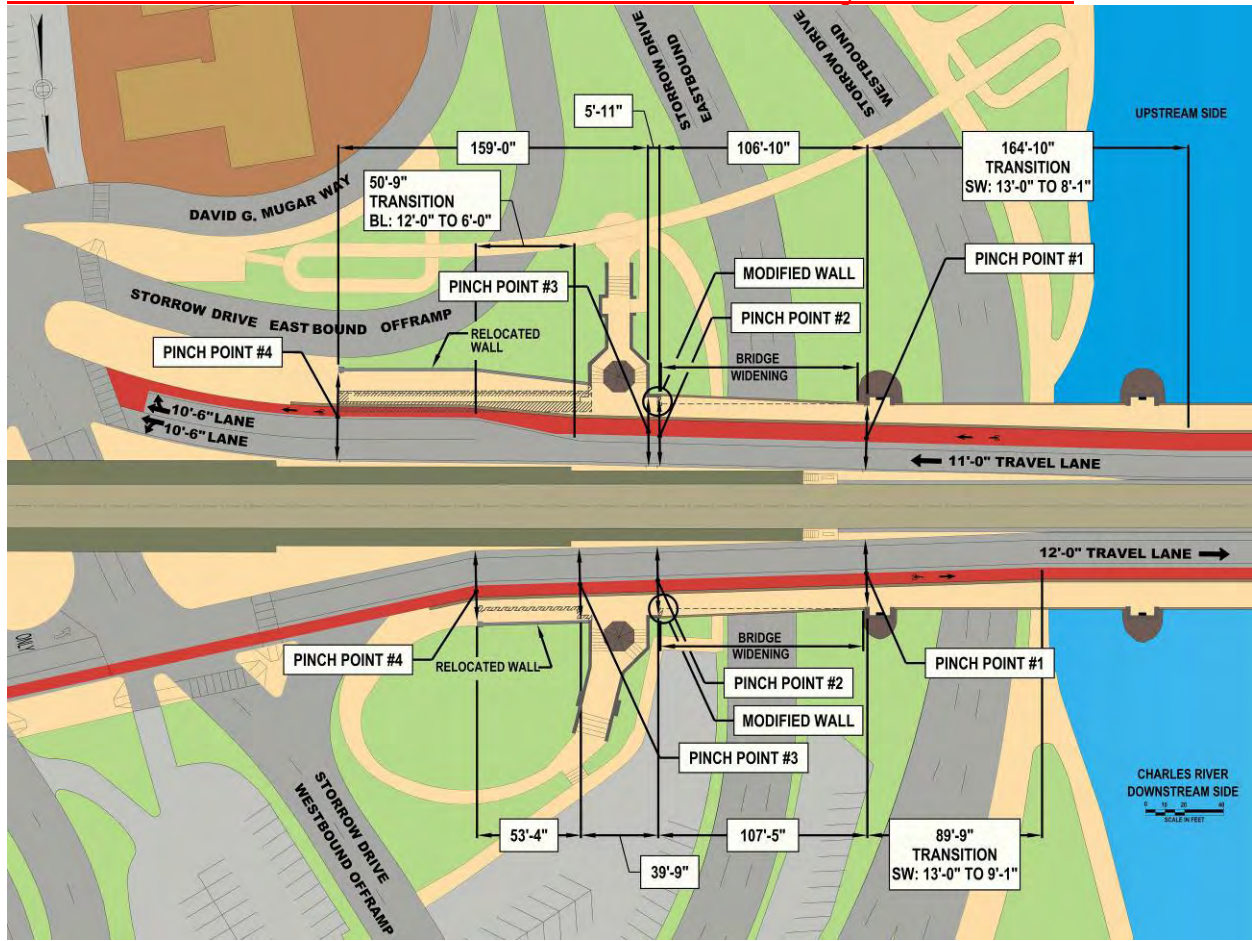 STORROW DRIVE
EASTBOUND
STORROW DRIVE
WESTBOUND
UPSTREAM SIDE
5'-11"
159'-0"
106'-10"
164'-10"
TRANSITION
SW: 13'-0" TO 8'-1"
50'-9"
TRANSITION
BL: 12'-0" TO 6'-0"
DAVID G. MUGAR WAY
PINCH POINT #3
MODIFIED WALL
PINCH POINT #1
STORROW DRIVE EAST BOUND OFFRAMP
PINCH POINT #2
RELOCATED
WALL
PINCH POINT #4
BRIDGE
WIDENING
10'-6" LANE
10'-6" LANE
11'-0" TRAVEL LANE
12'-0" TRAVEL LANE
ONLY
PINCH POINT #4
RELOCATED WALL
BRIDGE
WIDENING
PINCH POINT #1
PINCH POINT #2
MODIFIED WALL
PINCH POINT #3
STORROW DRIVE
WESTBOUND OFFRAMP
CHARLES RIVER
DOWNSTREAM SIDE
0 10 20 40
SCALE IN FEET
53'-4"
39'-9"
107'-5"
89'-9"
TRANSITION
SW: 13'-0" TO 9'-1"